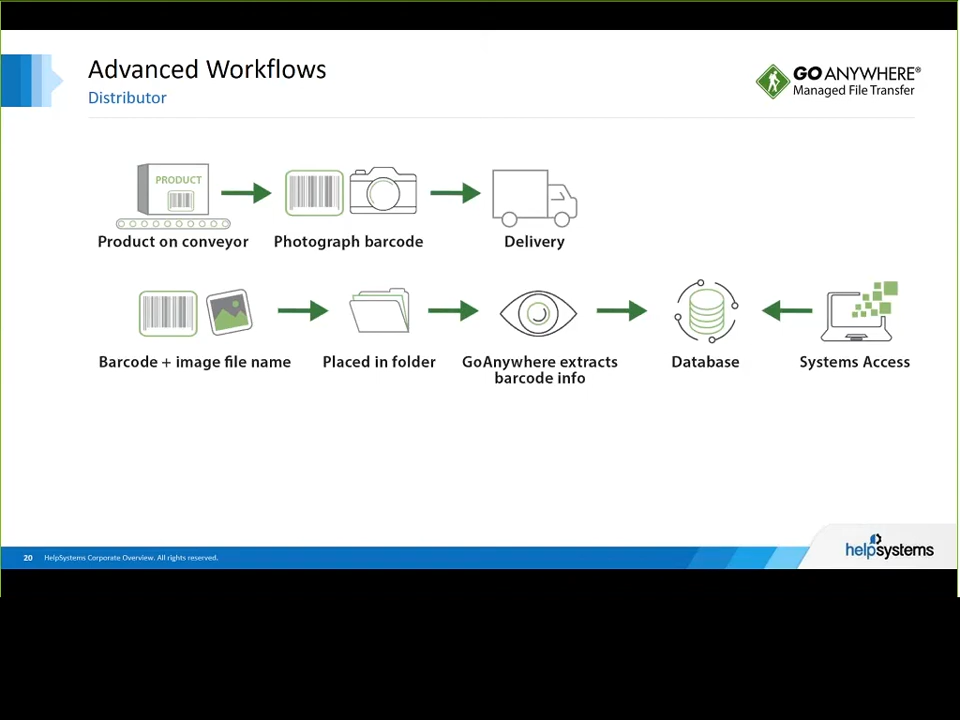 Advanced Workflows
Distributor
GO ANYWHERE®
Managed File Transfer
PRODUCT
Product on conveyor
Photograph barcode
Delivery
Barcode + image file name
Placed in folder
GoAnywhere extracts
barcode info
Database
Systems Access
20 HelpSystems Corporate Overview. All rights reserved.
helpsystems